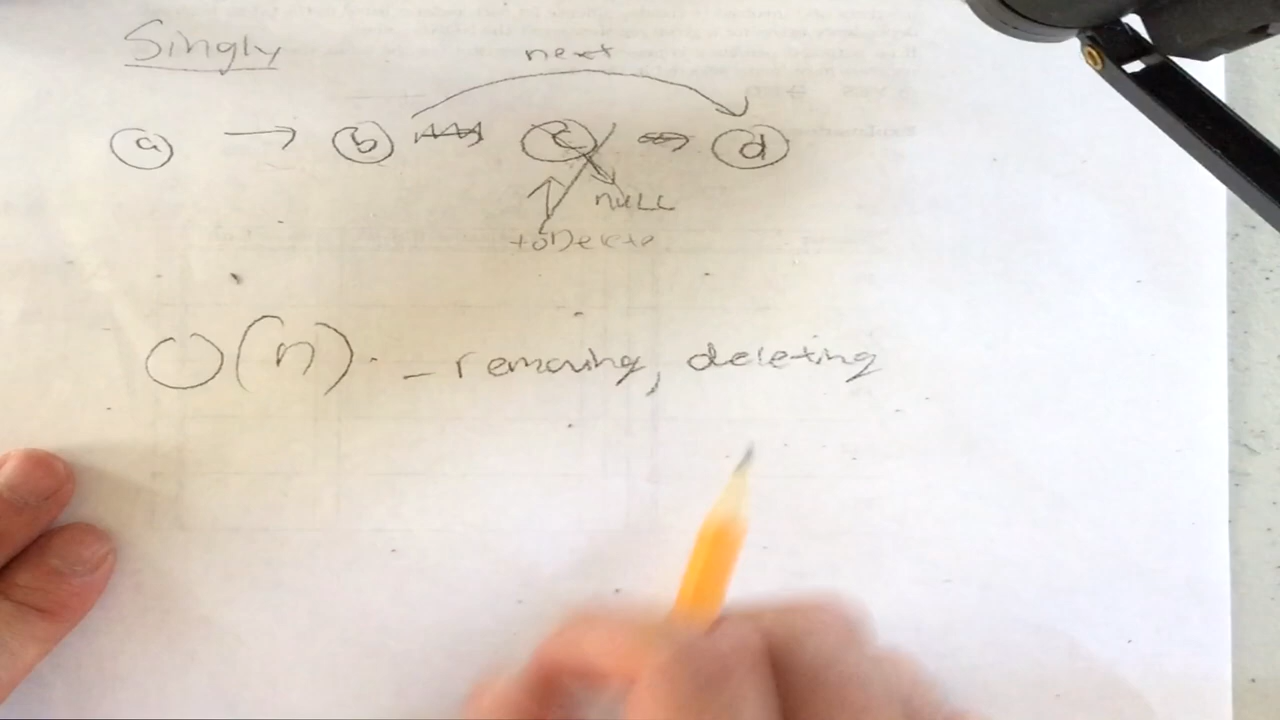 Singly
next
a → b c d
NULL
toDelete
O(n). - removing, deleting